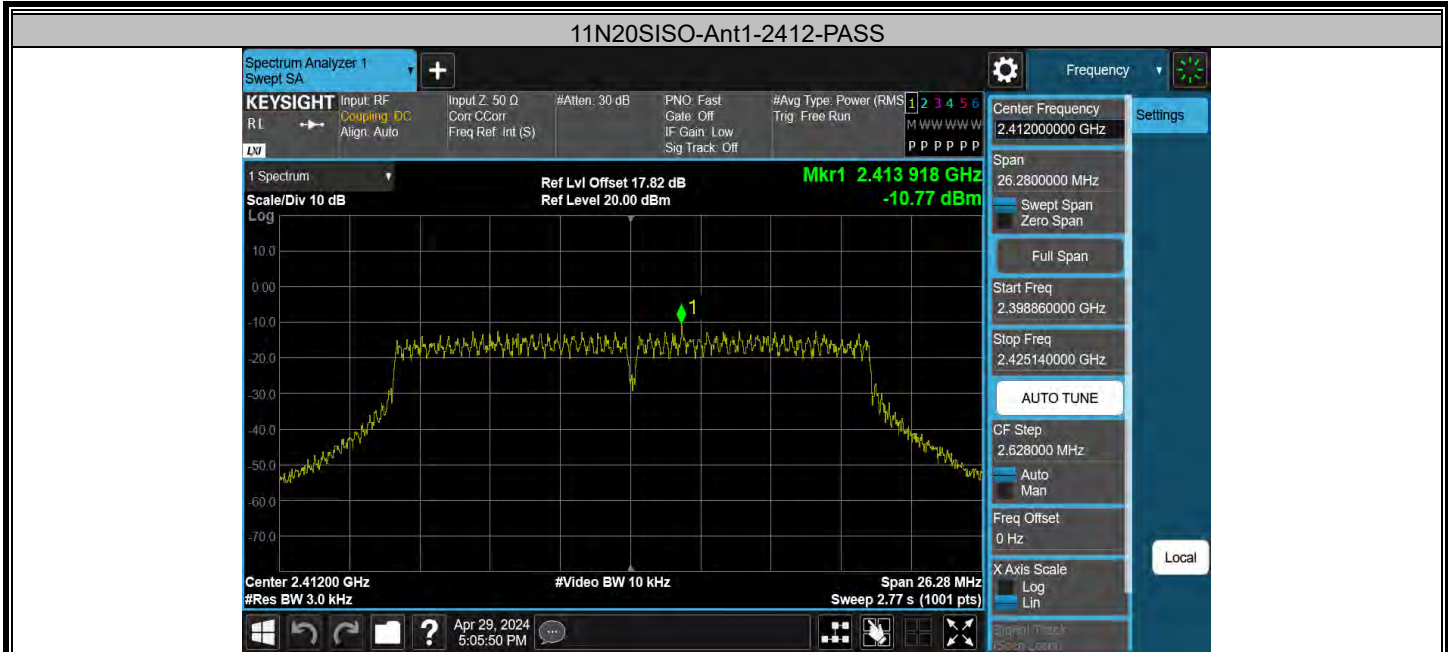 11N20SISO-Ant1-2412-PASS
Spectrum Analyzer 1
Swept SA
+
Frequency
KEYSIGHT
RL
LXI
Input: RF
Coupling: DC
Align: Auto
Input Z: 50 Ω
Corr CCorr
Freq Ref: Int (S)
#Atten: 30 dB
PNO: Fast
Gate: Off
IF Gain: Low
Sig Track: Off
#Avg Type: Power (RMS
Trig: Free Run
1 2 3 4 5 6
M W W W W W
P P P P P P
1 Spectrum
Scale/Div 10 dB
Log
Ref Lvl Offset 17.82 dB
Ref Level 20.00 dBm
Mkr1 2.413 918 GHz
-10.77 dBm
10.0
0.00
-10.0
-20.0
-30.0
-40.0
-50.0
-60.0
-70.0
1
Center 2.41200 GHz
#Res BW 3.0 kHz
#Video BW 10 kHz
Span 26.28 MHz
Sweep 2.77 s (1001 pts)
Center Frequency
2.412000000 GHz
Settings
Span
26.2800000 MHz
Swept Span
Zero Span
Full Span
Start Freq
2.398860000 GHz
Stop Freq
2.425140000 GHz
AUTO TUNE
CF Step
2.628000 MHz
Auto
Man
Freq Offset
0 Hz
Local
X Axis Scale
Log
Lin
?
Apr 29, 2024
5:05:50 PM